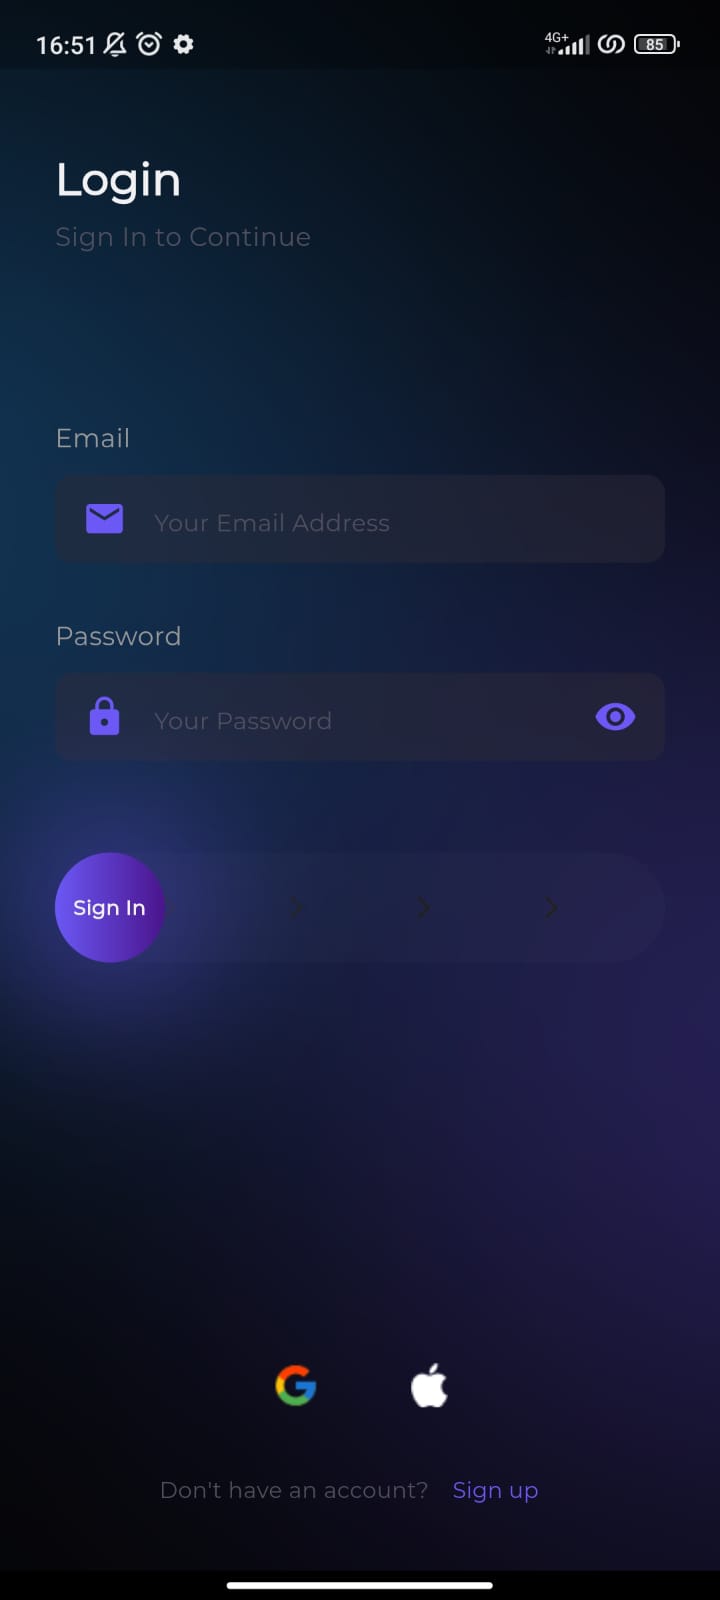 16:51
4G+
85
Login
Sign In to Continue
Email
Your Email Address
Password
Your Password
Sign In
Don't have an account? Sign up